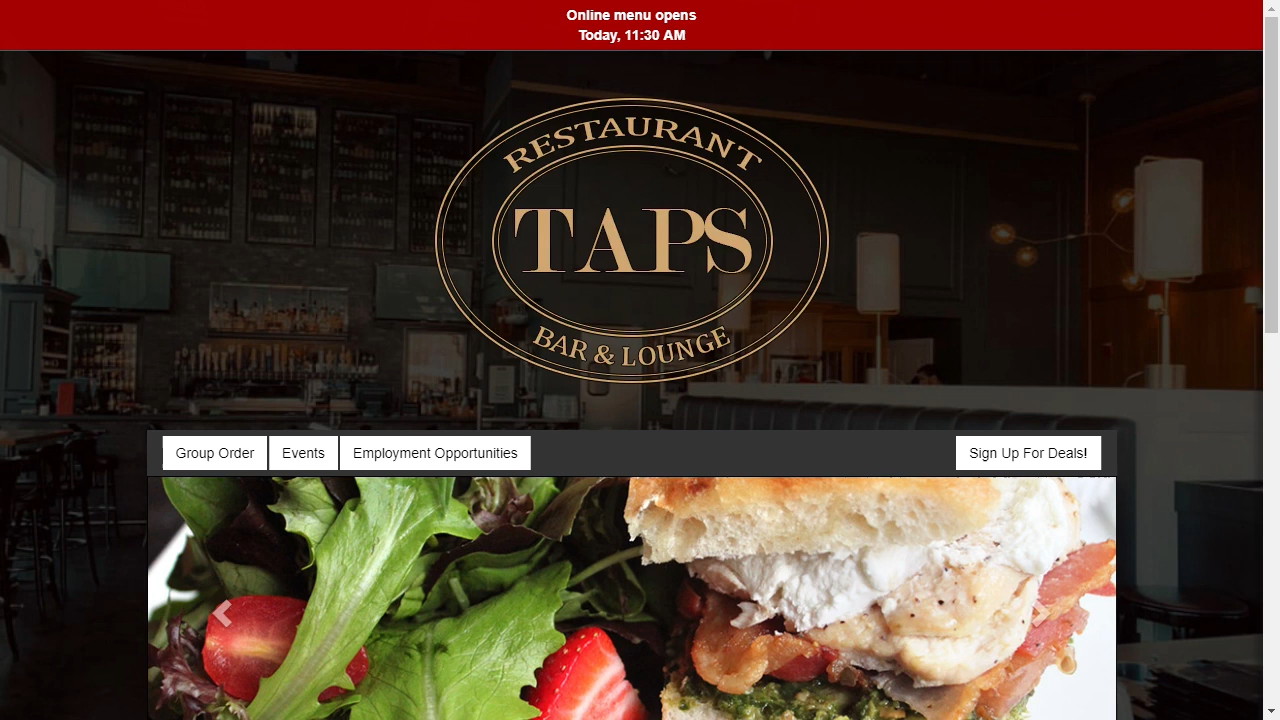 Online menu opens
Today, 11:30 AM
RESTAURANT
TAPS
BAR & LOUNGE
Group Order
Events
Employment Opportunities
Sign Up For Deals!